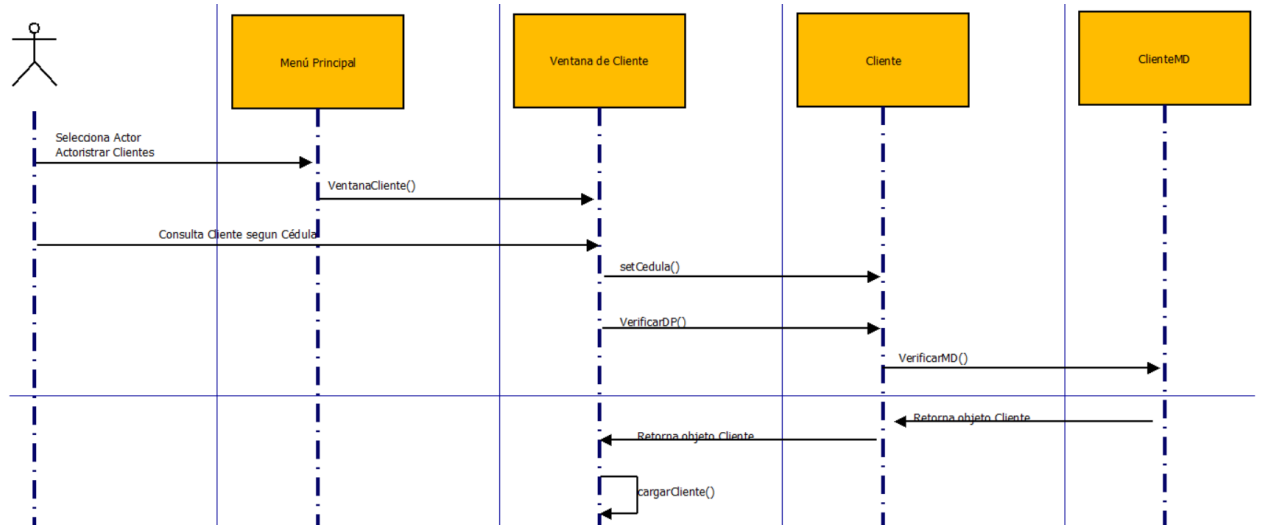 Menú Principal
Ventana de Cliente
Cliente
ClienteMD
Selecciona Actor
Actoristrar Clientes
VentanaCliente()
Consulta Cliente segun Cédula
setCedula()
VerificarDP()
VerificarMD()
Retorna objeto Cliente
Retorna objeto Cliente
cargarCliente()